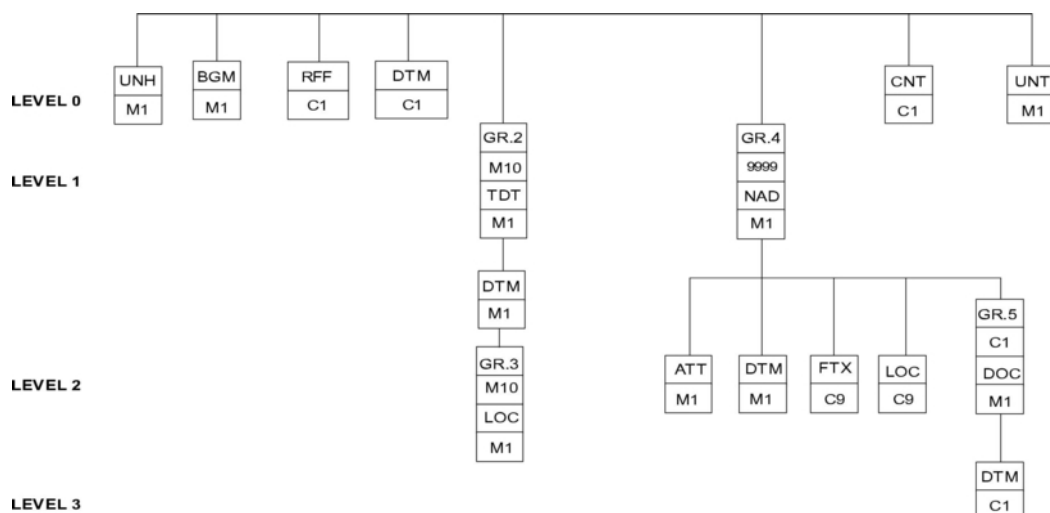 UNH
M1
BGM
M1
RFF
C1
DTM
C1
CNT
C1
UNT
M1
LEVEL 0
GR.2
M10
TDT
M1
GR.4
9999
NAD
M1
LEVEL 1
DTM
M1
GR.3
M10
LOC
M1
ATT
M1
DTM
M1
FTX
C9
LOC
C9
GR.5
C1
DOC
M1
LEVEL 2
DTM
C1
LEVEL 3